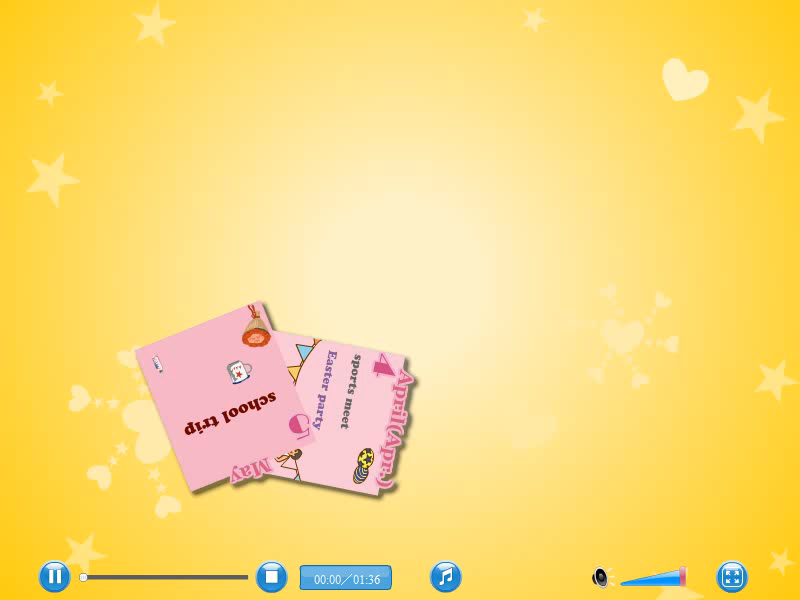 April(Apr.)
4
sports meet
Easter party
May
5
school trip
00:00／01:36